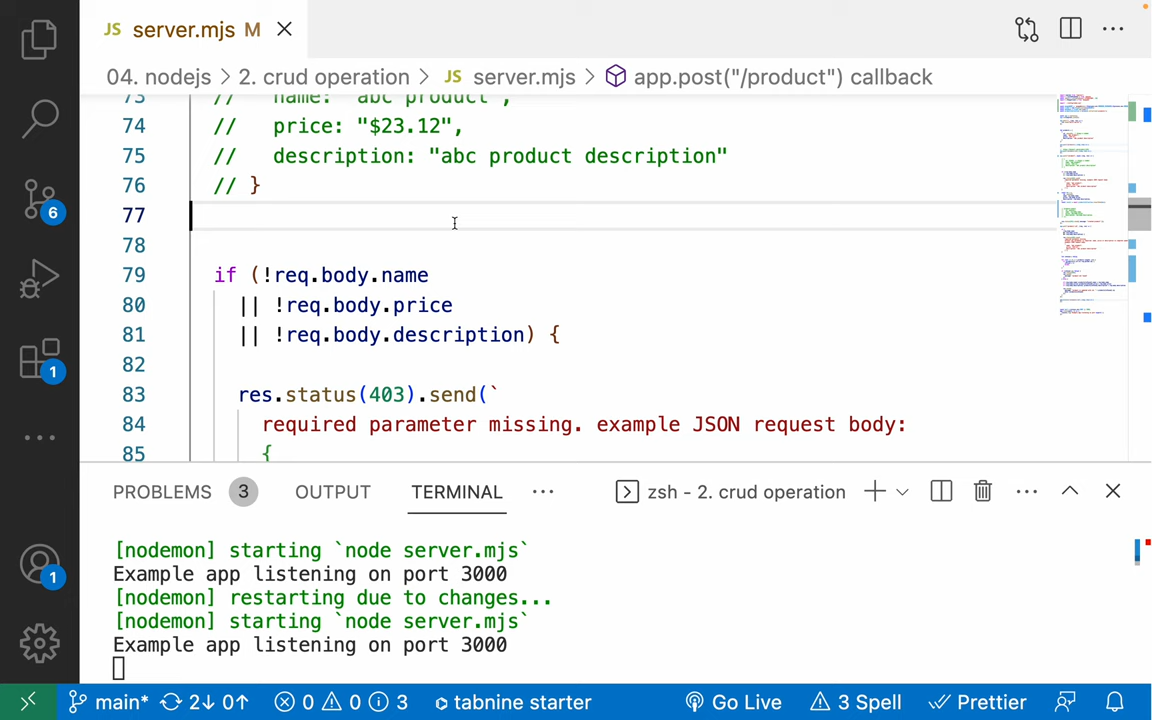 JS server.mjs M
04. nodejs > 2. crud operation > JS server.mjs > app.post("/product") callback
73 // name: "abc product",
74 // price: "$23.12",
75 // description: "abc product description"
76 // }
77
78
79 if (!req.body.name
80 || !req.body.price
81 || !req.body.description) {
82
83 res.status(403).send(`
84 required parameter missing. example JSON request body:
85 {
6
1
1
PROBLEMS 3 OUTPUT TERMINAL ... zsh - 2. crud operation
[nodemon] starting `node server.mjs`
Example app listening on port 3000
[nodemon] restarting due to changes...
[nodemon] starting `node server.mjs`
Example app listening on port 3000
main* 2↓ 0↑ 0 0 3 tabnine starter Go Live 3 Spell Prettier